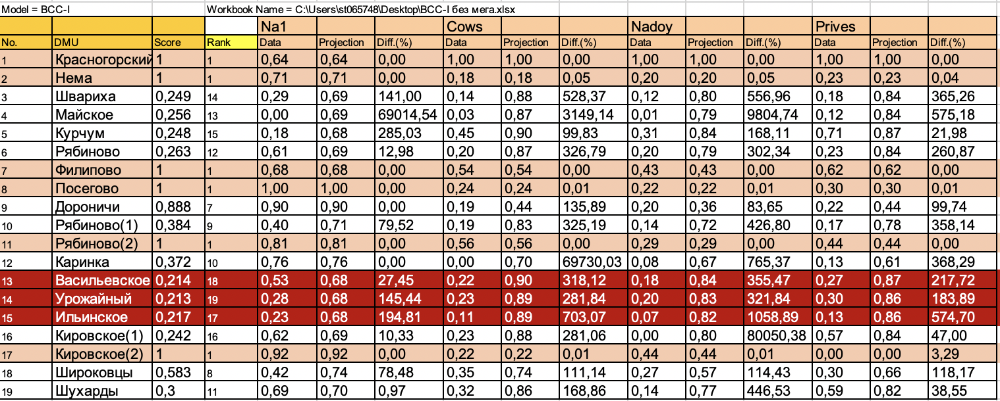 Model = BCC-I Workbook Name = C:\Users\st065748\Desktop\BCC-I без мега.xlsx
Na1 Cows Nadoy Prives
No. DMU Score Rank Data Projection Diff.(%) Data Projection Diff.(%) Data Projection Diff.(%) Data Projection Diff.(%)
1 Красногорский 1 1 0,64 0,64 0,00 1,00 1,00 0,00 1,00 1,00 0,00 1,00 1,00 0,00
2 Нема 1 1 0,71 0,71 0,00 0,18 0,18 0,05 0,20 0,20 0,05 0,23 0,23 0,04
3 Швариха 0,249 14 0,29 0,69 141,00 0,14 0,88 528,37 0,12 0,80 556,96 0,18 0,84 365,26
4 Майское 0,256 13 0,00 0,69 69014,54 0,03 0,87 3149,14 0,01 0,79 9804,74 0,12 0,84 575,18
5 Курчум 0,248 15 0,18 0,68 285,03 0,45 0,90 99,83 0,31 0,84 168,11 0,71 0,87 21,98
6 Рябиново 0,263 12 0,61 0,69 12,98 0,20 0,87 326,79 0,20 0,79 302,34 0,23 0,84 260,87
7 Филипово 1 1 0,68 0,68 0,00 0,54 0,54 0,00 0,43 0,43 0,00 0,62 0,62 0,00
8 Посегово 1 1 1,00 1,00 0,00 0,24 0,24 0,01 0,22 0,22 0,01 0,30 0,30 0,01
9 Дороничи 0,888 7 0,90 0,90 0,00 0,19 0,44 135,89 0,20 0,36 83,65 0,22 0,44 99,74
10 Рябиново(1) 0,384 9 0,40 0,71 79,52 0,19 0,83 325,19 0,14 0,72 426,80 0,17 0,78 358,14
11 Рябиново(2) 1 1 0,81 0,81 0,00 0,56 0,56 0,00 0,29 0,29 0,00 0,44 0,44 0,00
12 Каринка 0,372 10 0,76 0,76 0,00 0,00 0,70 69730,03 0,08 0,67 765,37 0,13 0,61 368,29
13 Васильевское 0,214 18 0,53 0,68 27,45 0,22 0,90 318,12 0,18 0,84 355,47 0,27 0,87 217,72
14 Урожайный 0,213 19 0,28 0,68 145,44 0,23 0,89 281,84 0,20 0,83 321,84 0,30 0,86 183,89
15 Ильинское 0,217 17 0,23 0,68 194,81 0,11 0,89 703,07 0,07 0,82 1058,89 0,13 0,86 574,70
16 Кировское(1) 0,242 16 0,62 0,69 10,33 0,23 0,88 281,06 0,00 0,80 80050,38 0,57 0,84 47,00
17 Кировское(2) 1 1 0,92 0,92 0,00 0,22 0,22 0,01 0,44 0,44 0,01 0,00 0,00 3,29
18 Широковцы 0,583 8 0,42 0,74 78,48 0,35 0,74 111,14 0,27 0,57 114,43 0,30 0,66 118,17
19 Шухарды 0,3 11 0,69 0,70 0,97 0,32 0,86 168,86 0,14 0,77 446,53 0,59 0,82 38,55